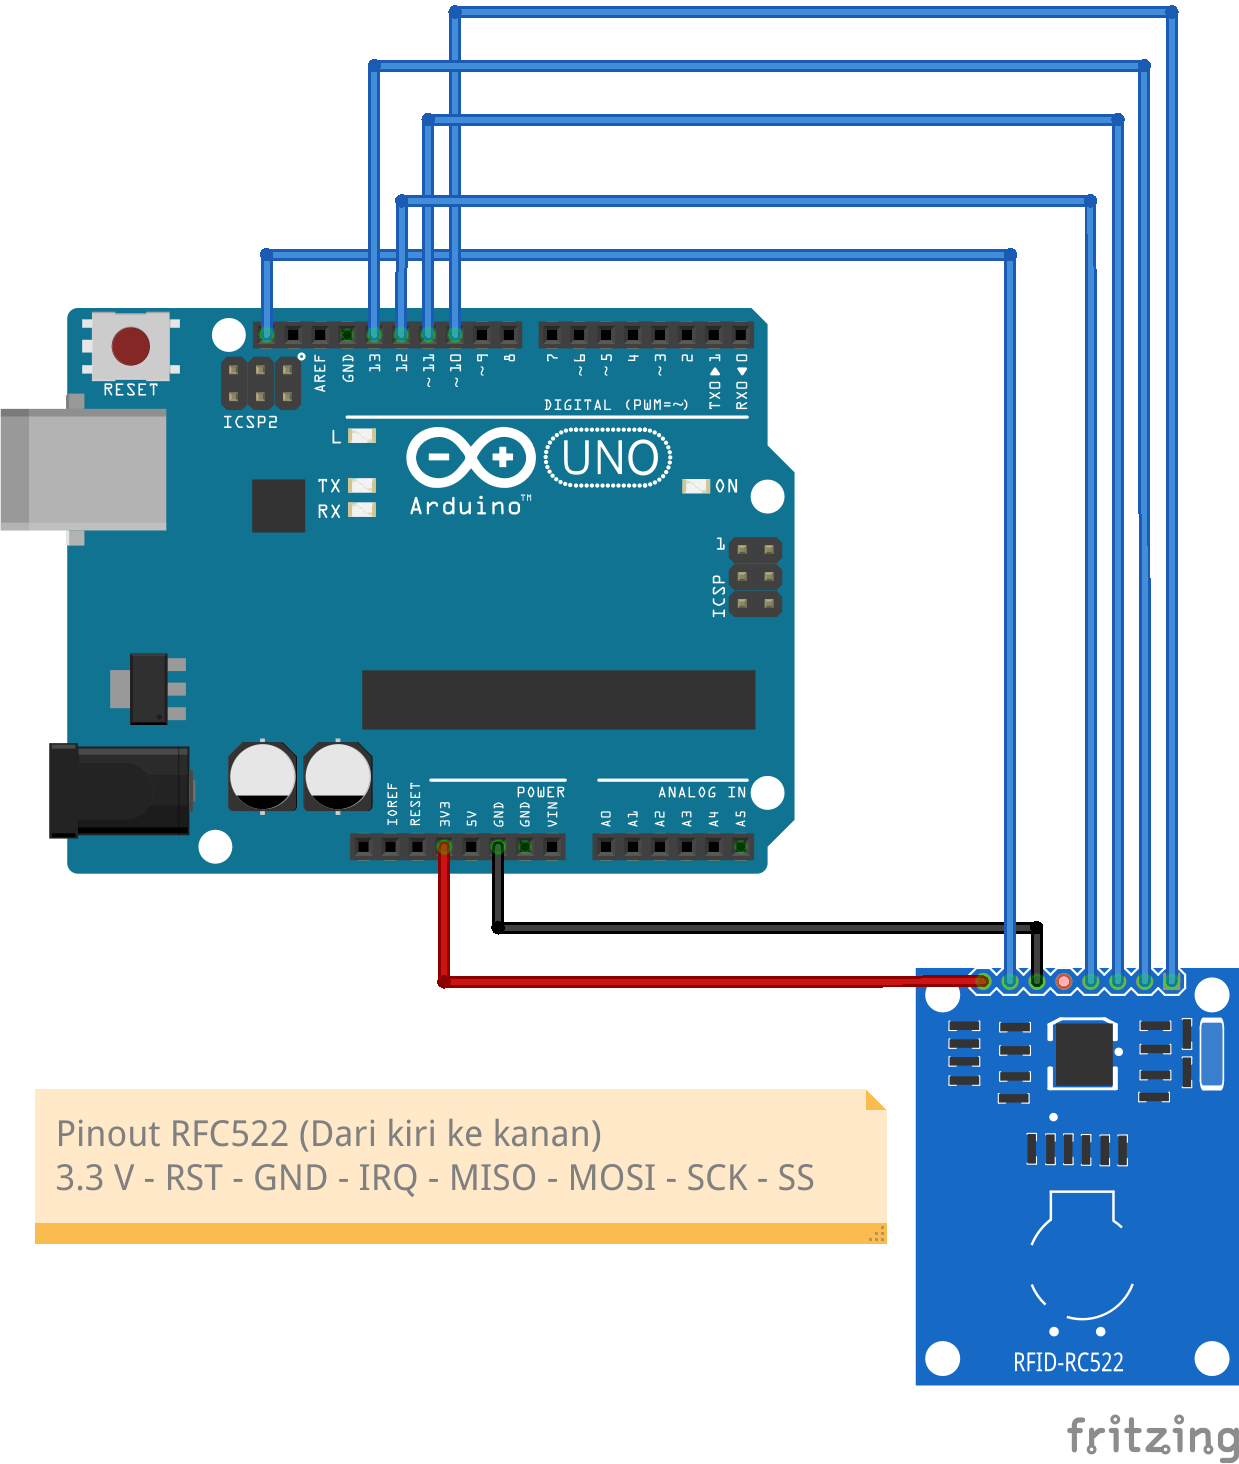 RESET
ICSP2
AREF
GND
13
12
~11
~10
~9
8
7
~6
~5
4
~3
2
TX0▶1
RX0◀0
DIGITAL (PWM=~)
L
TX
RX
UNO
Arduino™
ON
1
ICSP
IOREF
RESET
3V3
5V
GND
GND
VIN
POWER
A0
A1
A2
A3
A4
A5
ANALOG IN
Pinout RFC522 (Dari kiri ke kanan)
3.3 V - RST - GND - IRQ - MISO - MOSI - SCK - SS
RFID-RC522
fritzing